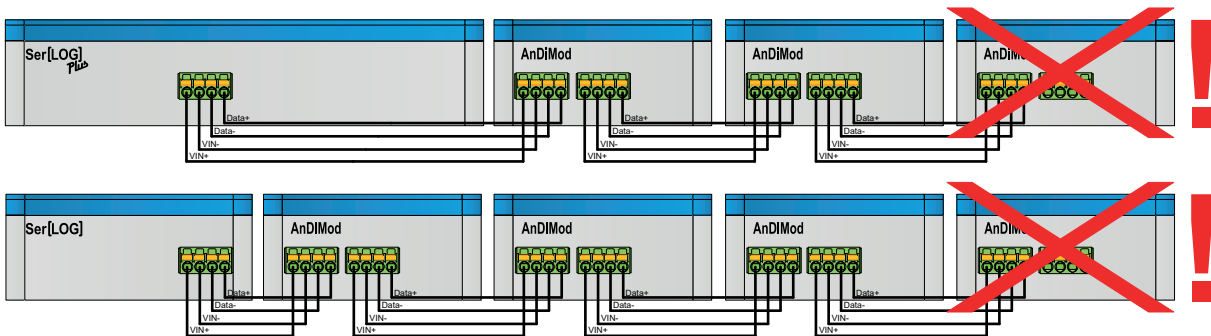 Ser[LOG] AnDiMod AnDiMod AnDiMod !
Plus
Data+ Data+ Data+
Data- Data- Data-
VIN- VIN- VIN-
VIN+ VIN+ VIN+
Ser[LOG] AnDIMod AnDIMod AnDIMod !
Data+ Data+ Data+ Data+
Data- Data- Data- Data-
VIN- VIN- VIN- VIN-
VIN+ VIN+ VIN+ VIN+